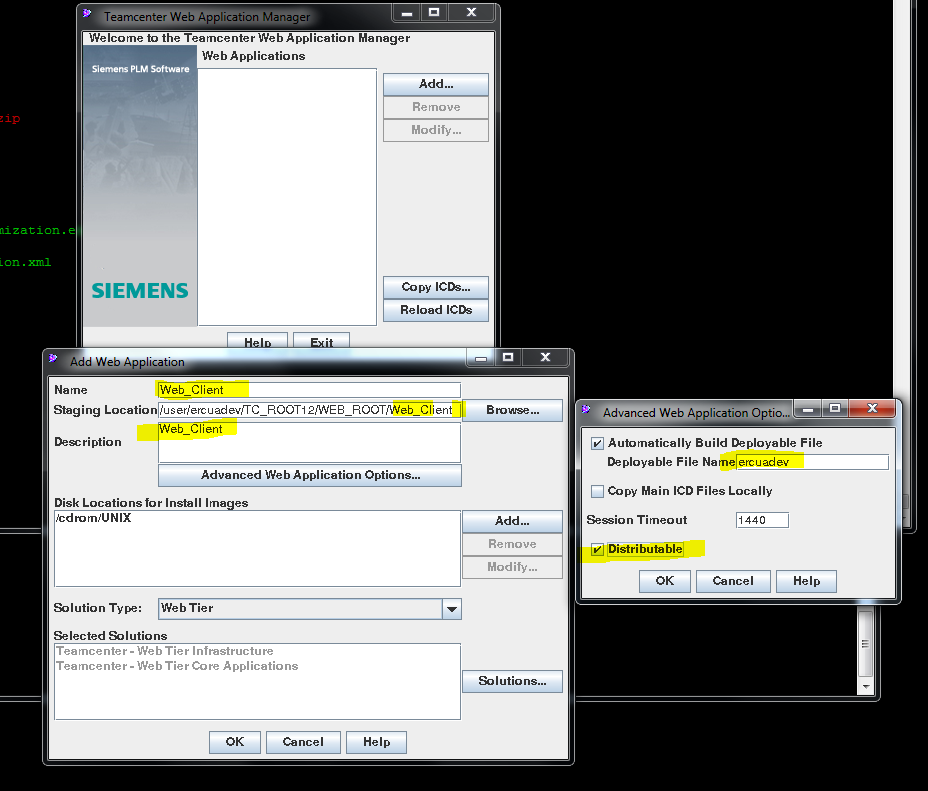 Teamcenter Web Application Manager
Welcome to the Teamcenter Web Application Manager
Web Applications
Siemens PLM Software
Add...
Remove
Modify...
zip
mization.e
ion.xml
SIEMENS
Copy ICDs...
Reload ICDs
Help Exit
Add Web Application
Name Web_Client
Staging Location /user/ercuadev/TC_ROOT12/WEB_ROOT/Web_Client Browse...
Description Web_Client
Advanced Web Application Options...
Disk Locations for Install Images
/cdrom/UNIX
Add...
Remove
Modify...
Solution Type: Web Tier
Selected Solutions
Teamcenter - Web Tier Infrastructure
Teamcenter - Web Tier Core Applications
Solutions...
OK Cancel Help
Advanced Web Application Optio...
Automatically Build Deployable File
Deployable File Name ercuadev
Copy Main ICD Files Locally
Session Timeout 1440
Distributable
OK Cancel Help